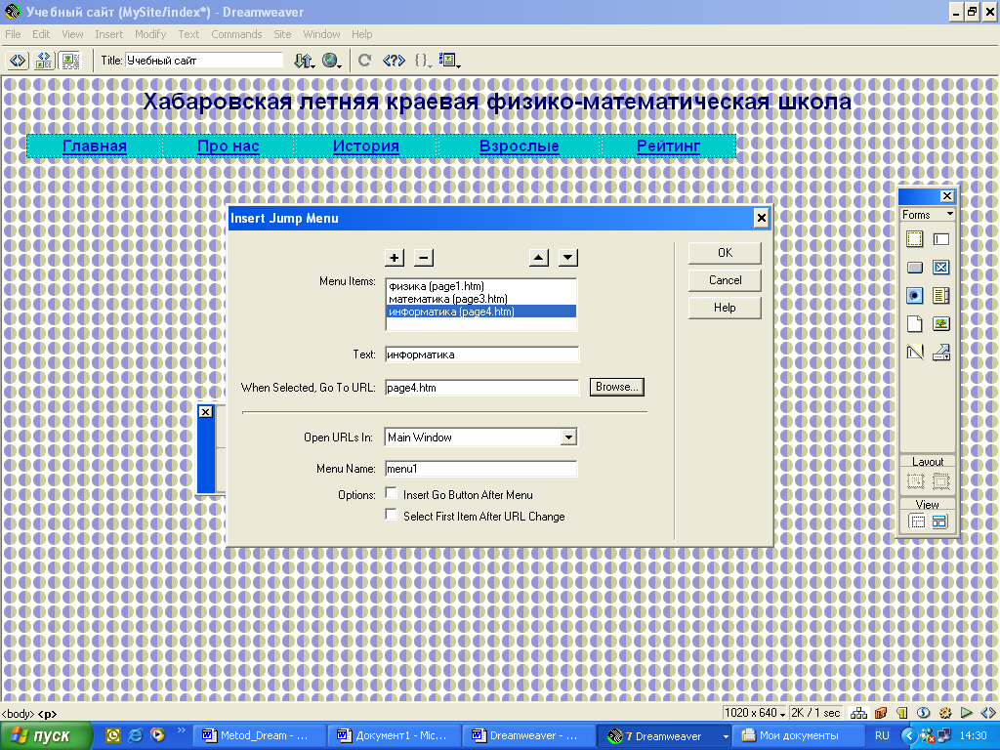 Учебный сайт (MySite/index*) - Dreamweaver
File Edit View Insert Modify Text Commands Site Window Help
Title: Учебный сайт
Хабаровская летняя краевая физико-математическая школа
Главная Про нас История Взрослые Рейтинг
Forms
Insert Jump Menu
OK
Menu Items:
физика (page1.htm)
математика (page3.htm)
информатика (page4.htm)
Cancel
Help
Text: информатика
When Selected, Go To URL: page4.htm Browse...
Open URLs In: Main Window
Menu Name: menu1
Options: Insert Go Button After Menu
Select First Item After URL Change
Layout
View
<body> <p> 1020 x 640 2K / 1 sec
пуск Metod_Dream - ... Документ1 - Mic... Dreamweaver - ... 7 Dreamweaver Мои документы RU 14:30